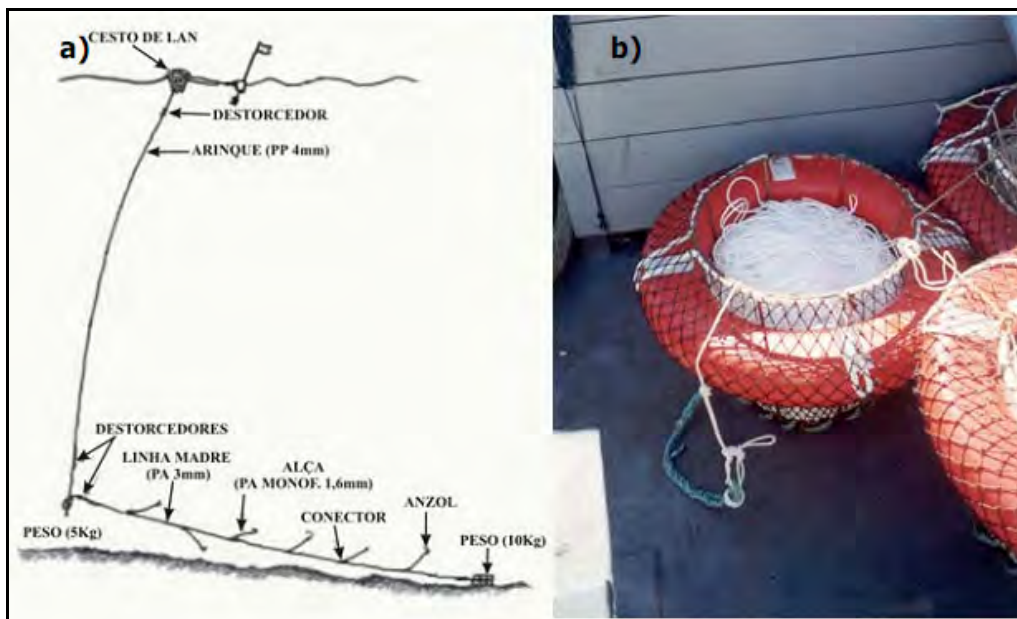 a)
CESTO DE LAN
b)
DESTORCEDOR
ARINQUE (PP 4mm)
DESTORCEDORES
LINHA MADRE
(PA 3mm)
ALÇA
(PA MONOF. 1,6mm)
CONECTOR
ANZOL
PESO (5Kg)
PESO (10Kg)